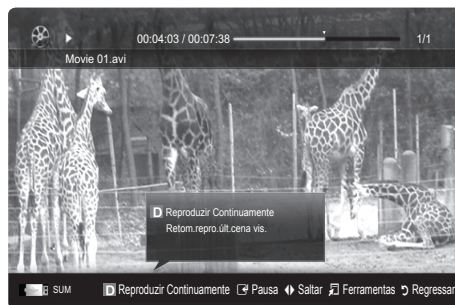 00:04:03 / 00:07:38 1/1
Movie 01.avi
D Reproduzir Continuamente
Retom.repro.últ.cena vis.
SUM D Reproduzir Continuamente Pausa Saltar Ferramentas Regressar